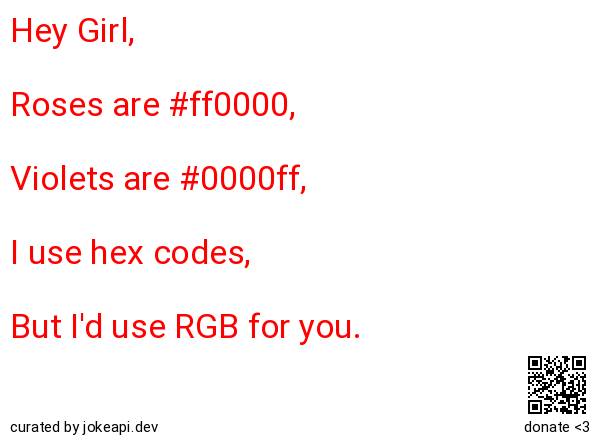 Hey Girl,
Roses are #ff0000,
Violets are #0000ff,
I use hex codes,
But I'd use RGB for you.
curated by jokeapi.dev
donate <3